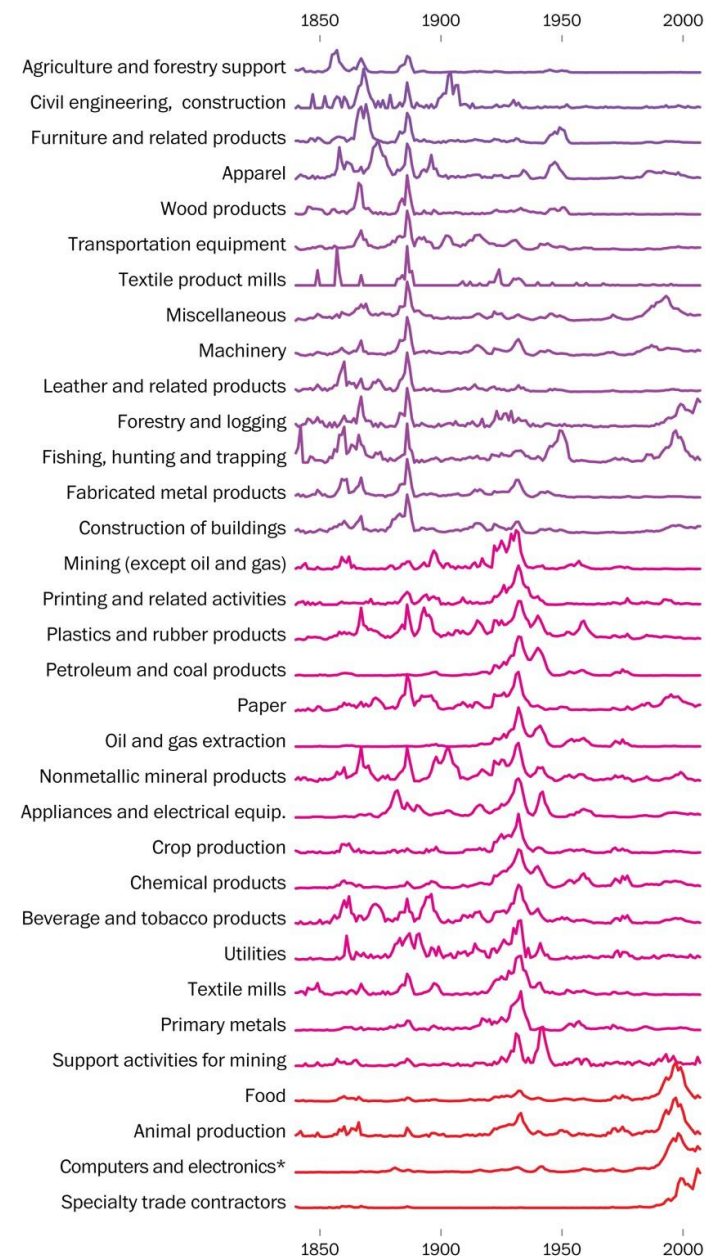 1850 1900 1950 2000
Agriculture and forestry support
Civil engineering, construction
Furniture and related products
Apparel
Wood products
Transportation equipment
Textile product mills
Miscellaneous
Machinery
Leather and related products
Forestry and logging
Fishing, hunting and trapping
Fabricated metal products
Construction of buildings
Mining (except oil and gas)
Printing and related activities
Plastics and rubber products
Petroleum and coal products
Paper
Oil and gas extraction
Nonmetallic mineral products
Appliances and electrical equip.
Crop production
Chemical products
Beverage and tobacco products
Utilities
Textile mills
Primary metals
Support activities for mining
Food
Animal production
Computers and electronics*
Specialty trade contractors
1850 1900 1950 2000